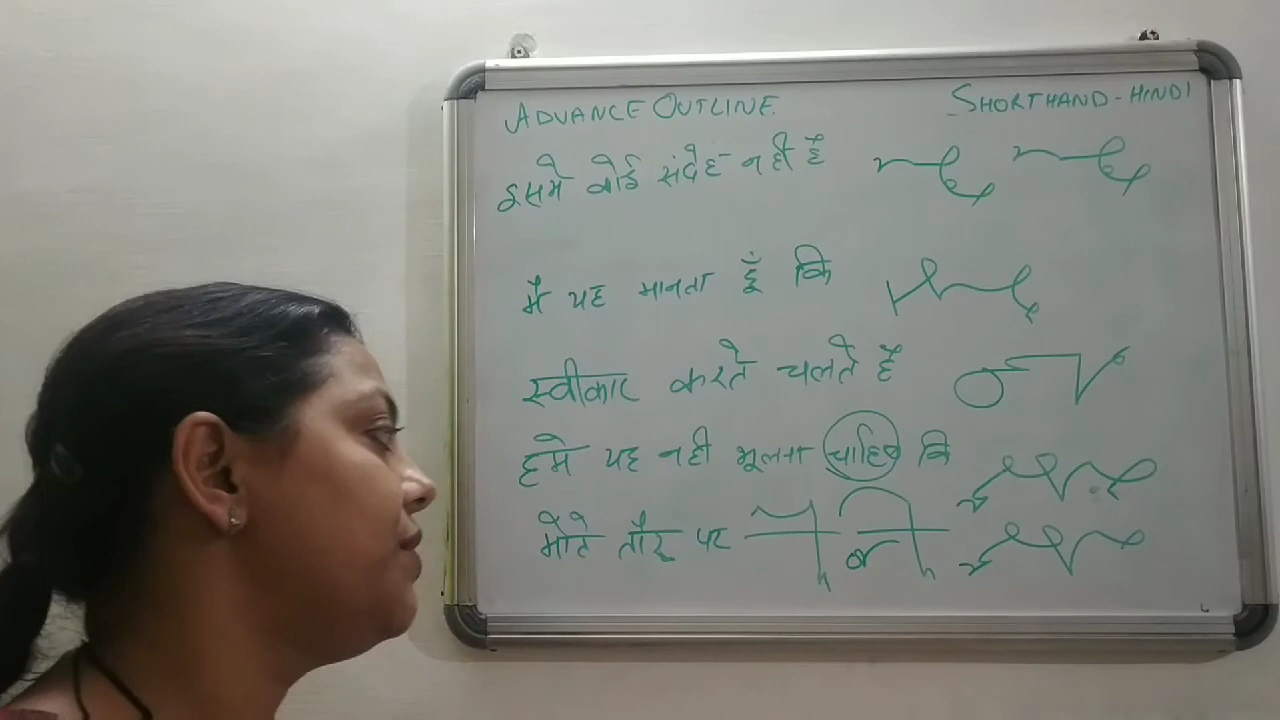 ADVANCE OUTLINE SHORTHAND-HINDI
इसमे कोई संदेह नही है
मै यह मानता हूँ कि
स्वीकार करते चलते है
हमे यह नही भूलना चाहिए कि
मोटे तौर पर